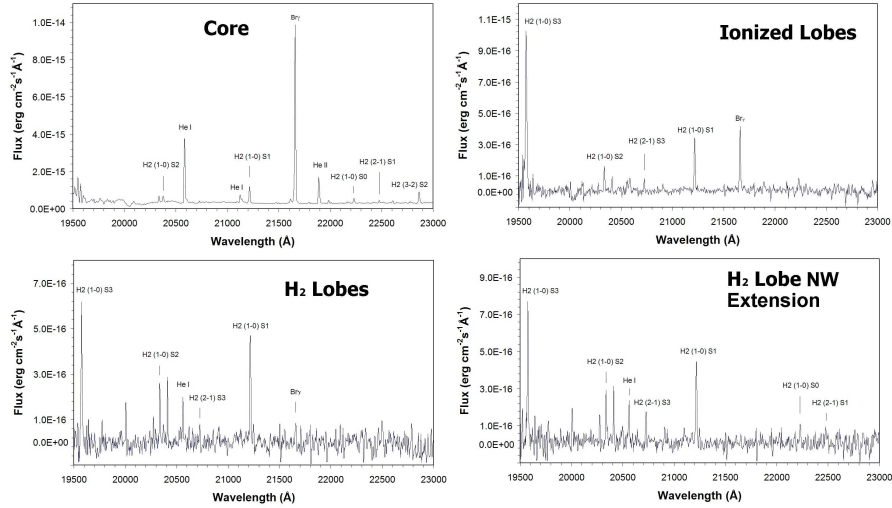 Core
Flux (erg cm⁻²s⁻¹Å⁻¹)
1.0E-14
8.0E-15
6.0E-15
4.0E-15
2.0E-15
0.0E+00
Brγ
He I
H2 (1-0) S2
He I
H2 (1-0) S1
He II
H2 (1-0) S0
H2 (2-1) S1
H2 (3-2) S2
19500 20000 20500 21000 21500 22000 22500 23000
Wavelength (Å)
Ionized Lobes
Flux (erg cm⁻²s⁻¹Å⁻¹)
1.1E-15
9.0E-16
6.0E-16
5.0E-16
3.0E-16
1.0E-16
0.0E+00
H2 (1-0) S3
H2 (1-0) S2
H2 (2-1) S3
H2 (1-0) S1
Brγ
19500 20000 20500 21000 21500 22000 22500 23000
Wavelength (Å)
H₂ Lobes
Flux (erg cm⁻²s⁻¹Å⁻¹)
7.0E-16
5.0E-16
3.0E-16
1.0E-16
0.0E+00
H2 (1-0) S3
H2 (1-0) S2
He I
H2 (2-1) S3
H2 (1-0) S1
Brγ
19500 20000 20500 21000 21500 22000 22500 23000
Wavelength (Å)
H₂ Lobe NW
Extension
Flux (erg cm⁻²s⁻¹Å⁻¹)
9.0E-16
7.0E-16
5.0E-16
3.0E-16
1.0E-16
0.0E+00
H2 (1-0) S3
H2 (1-0) S2
He I
H2 (2-1) S3
H2 (1-0) S1
H2 (1-0) S0
H2 (2-1) S1
19500 20000 20500 21000 21500 22000 22500 23000
Wavelength (Å)